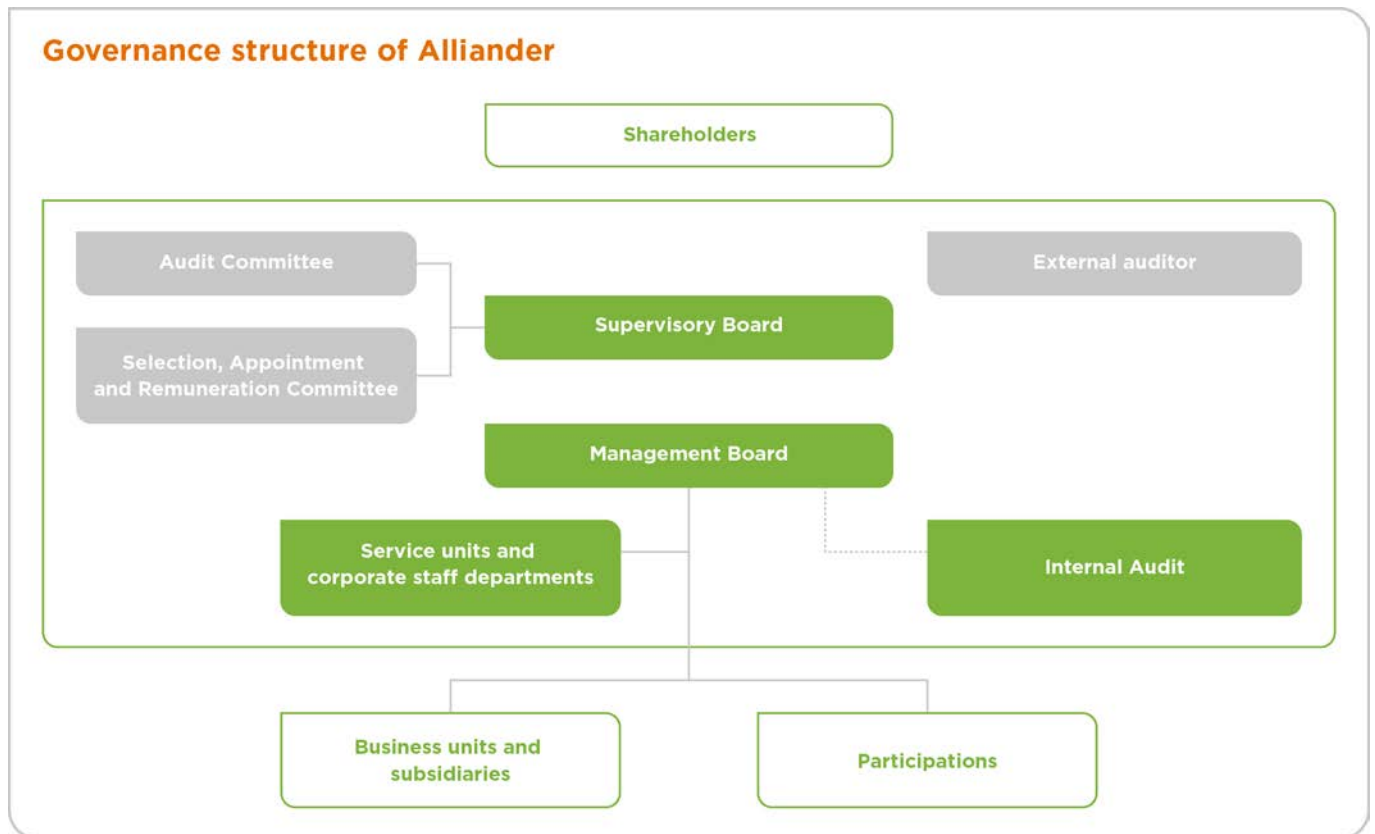 Governance structure of Alliander
Shareholders
Audit Committee
External auditor
Supervisory Board
Selection, Appointment
and Remuneration Committee
Management Board
Service units and
corporate staff departments
Internal Audit
Business units and
subsidiaries
Participations